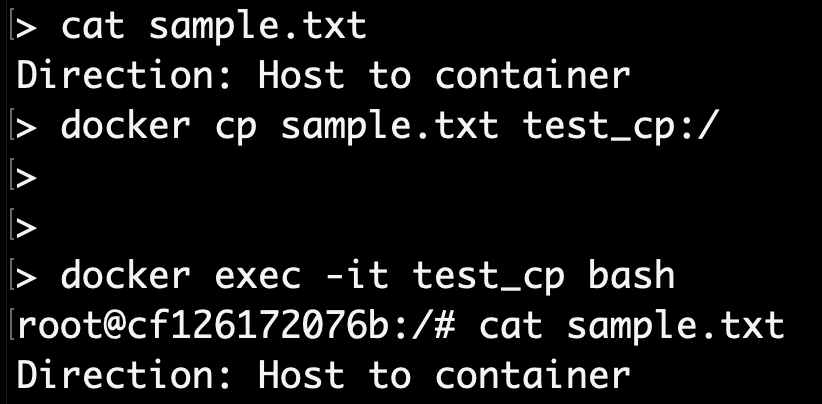 [> cat sample.txt
Direction: Host to container
[> docker cp sample.txt test_cp:/
[>
[>
[> docker exec -it test_cp bash
[root@cf126172076b:/# cat sample.txt
Direction: Host to container